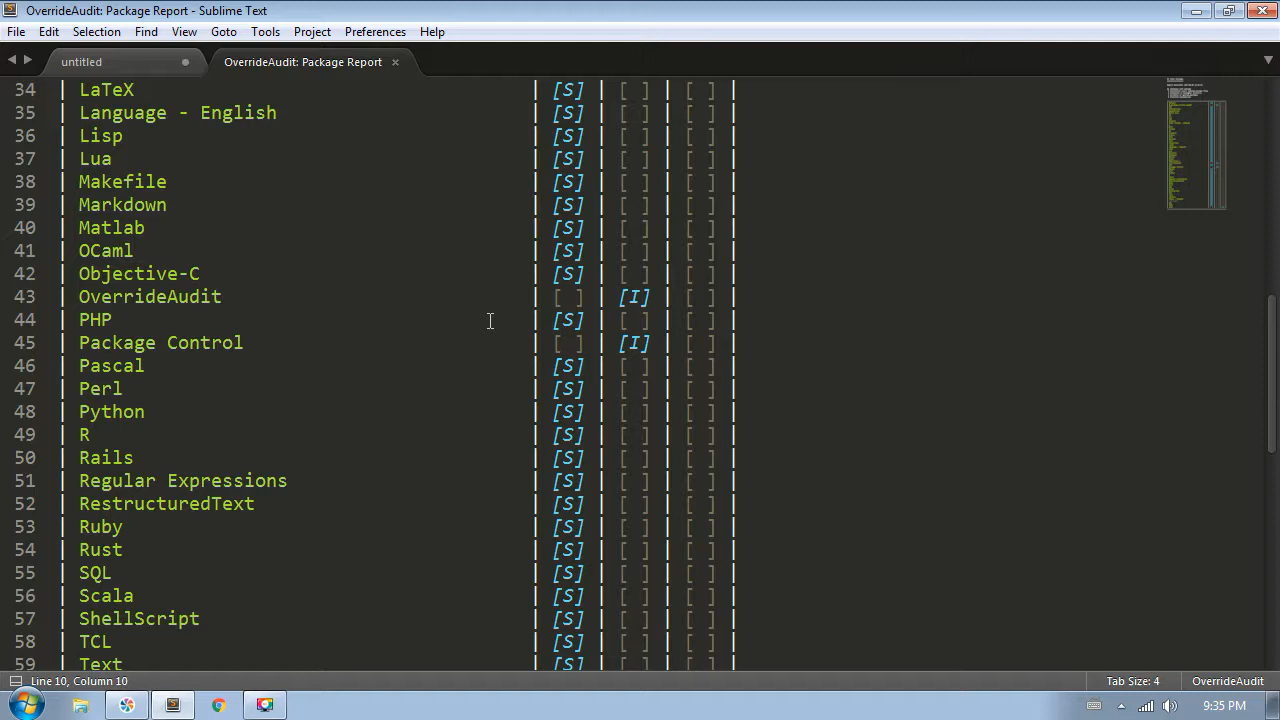 OverrideAudit: Package Report - Sublime Text
File Edit Selection Find View Goto Tools Project Preferences Help
untitled OverrideAudit: Package Report
34 | LaTeX | [S] | [ ] | [ ] |
35 | Language - English | [S] | [ ] | [ ] |
36 | Lisp | [S] | [ ] | [ ] |
37 | Lua | [S] | [ ] | [ ] |
38 | Makefile | [S] | [ ] | [ ] |
39 | Markdown | [S] | [ ] | [ ] |
40 | Matlab | [S] | [ ] | [ ] |
41 | OCaml | [S] | [ ] | [ ] |
42 | Objective-C | [S] | [ ] | [ ] |
43 | OverrideAudit | [ ] | [I] | [ ] |
44 | PHP | [S] | [ ] | [ ] |
45 | Package Control | [ ] | [I] | [ ] |
46 | Pascal | [S] | [ ] | [ ] |
47 | Perl | [S] | [ ] | [ ] |
48 | Python | [S] | [ ] | [ ] |
49 | R | [S] | [ ] | [ ] |
50 | Rails | [S] | [ ] | [ ] |
51 | Regular Expressions | [S] | [ ] | [ ] |
52 | RestructuredText | [S] | [ ] | [ ] |
53 | Ruby | [S] | [ ] | [ ] |
54 | Rust | [S] | [ ] | [ ] |
55 | SQL | [S] | [ ] | [ ] |
56 | Scala | [S] | [ ] | [ ] |
57 | ShellScript | [S] | [ ] | [ ] |
58 | TCL | [S] | [ ] | [ ] |
59 | Text | [S] | [ ] | [ ] |
Line 10, Column 10 Tab Size: 4 OverrideAudit
9:35 PM